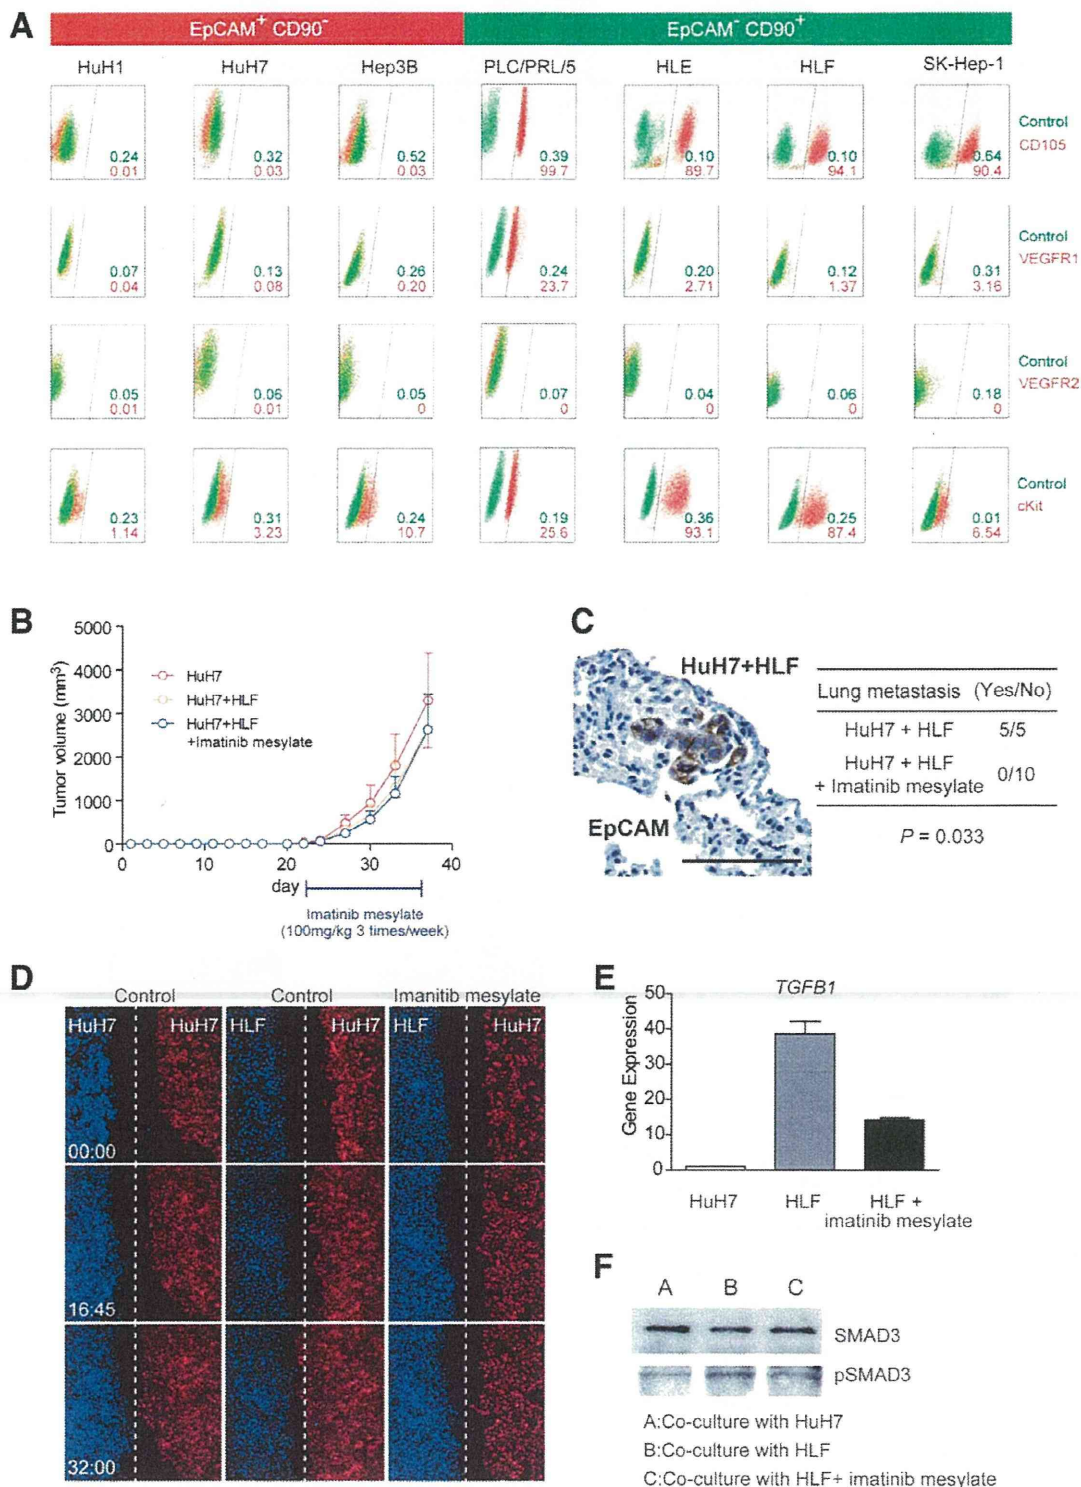 A
EpCAM+ CD90-
EpCAM- CD90+
HuH1 HuH7 Hep3B PLC/PRL/5 HLE HLF SK-Hep-1
0.24 0.32 0.52 0.39 0.10 0.10 0.64
0.01 0.03 0.03 99.7 89.7 94.1 90.4
Control
CD105
0.07 0.13 0.26 0.24 0.20 0.12 0.31
0.04 0.08 0.20 23.7 2.71 1.37 3.16
Control
VEGFR1
0.05 0.06 0.05 0.07 0.04 0.06 0.18
0.01 0.01 0 0 0 0 0
Control
VEGFR2
0.23 0.31 0.24 0.19 0.36 0.25 0.01
1.14 3.23 10.7 25.6 93.1 87.4 6.54
Control
cKit
B
Tumor volume (mm3)
5000
4000
3000
2000
1000
0
0 10 20 30 40
day
HuH7
HuH7+HLF
HuH7+HLF
+Imatinib mesylate
Imatinib mesylate
(100mg/kg 3 times/week)
C
HuH7+HLF
EpCAM
Lung metastasis (Yes/No)
HuH7 + HLF 5/5
HuH7 + HLF
+ Imatinib mesylate 0/10
P = 0.033
D
Control Control Imanitib mesylate
HuH7 HuH7 HLF HuH7 HLF HuH7
00:00
16:45
32:00
E
TGFB1
Gene Expression
50
40
30
20
10
0
HuH7 HLF HLF +
imatinib mesylate
F
A B C
SMAD3
pSMAD3
A:Co-culture with HuH7
B:Co-culture with HLF
C:Co-culture with HLF+ imatinib mesylate